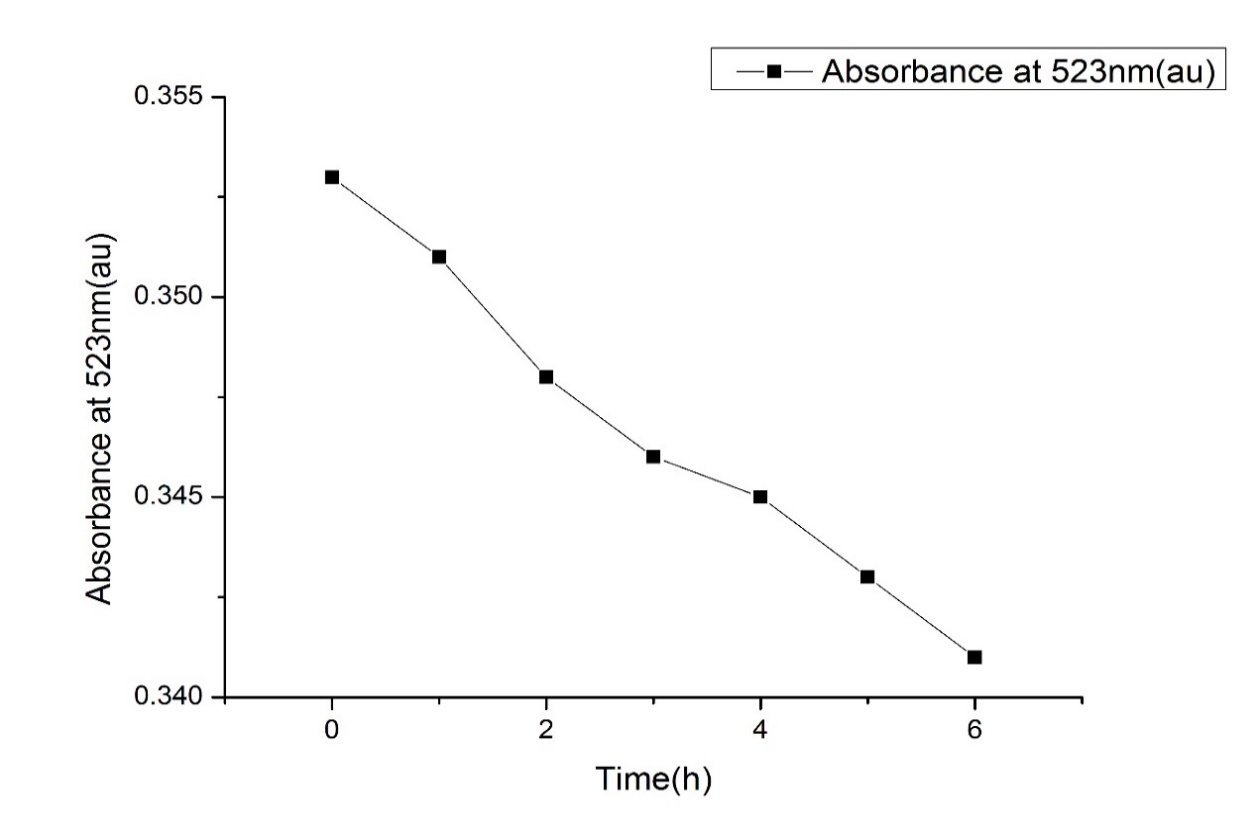 Absorbance at 523nm(au)
0.355
0.350
0.345
0.340
Absorbance at 523nm(au)
0 2 4 6
Time(h)